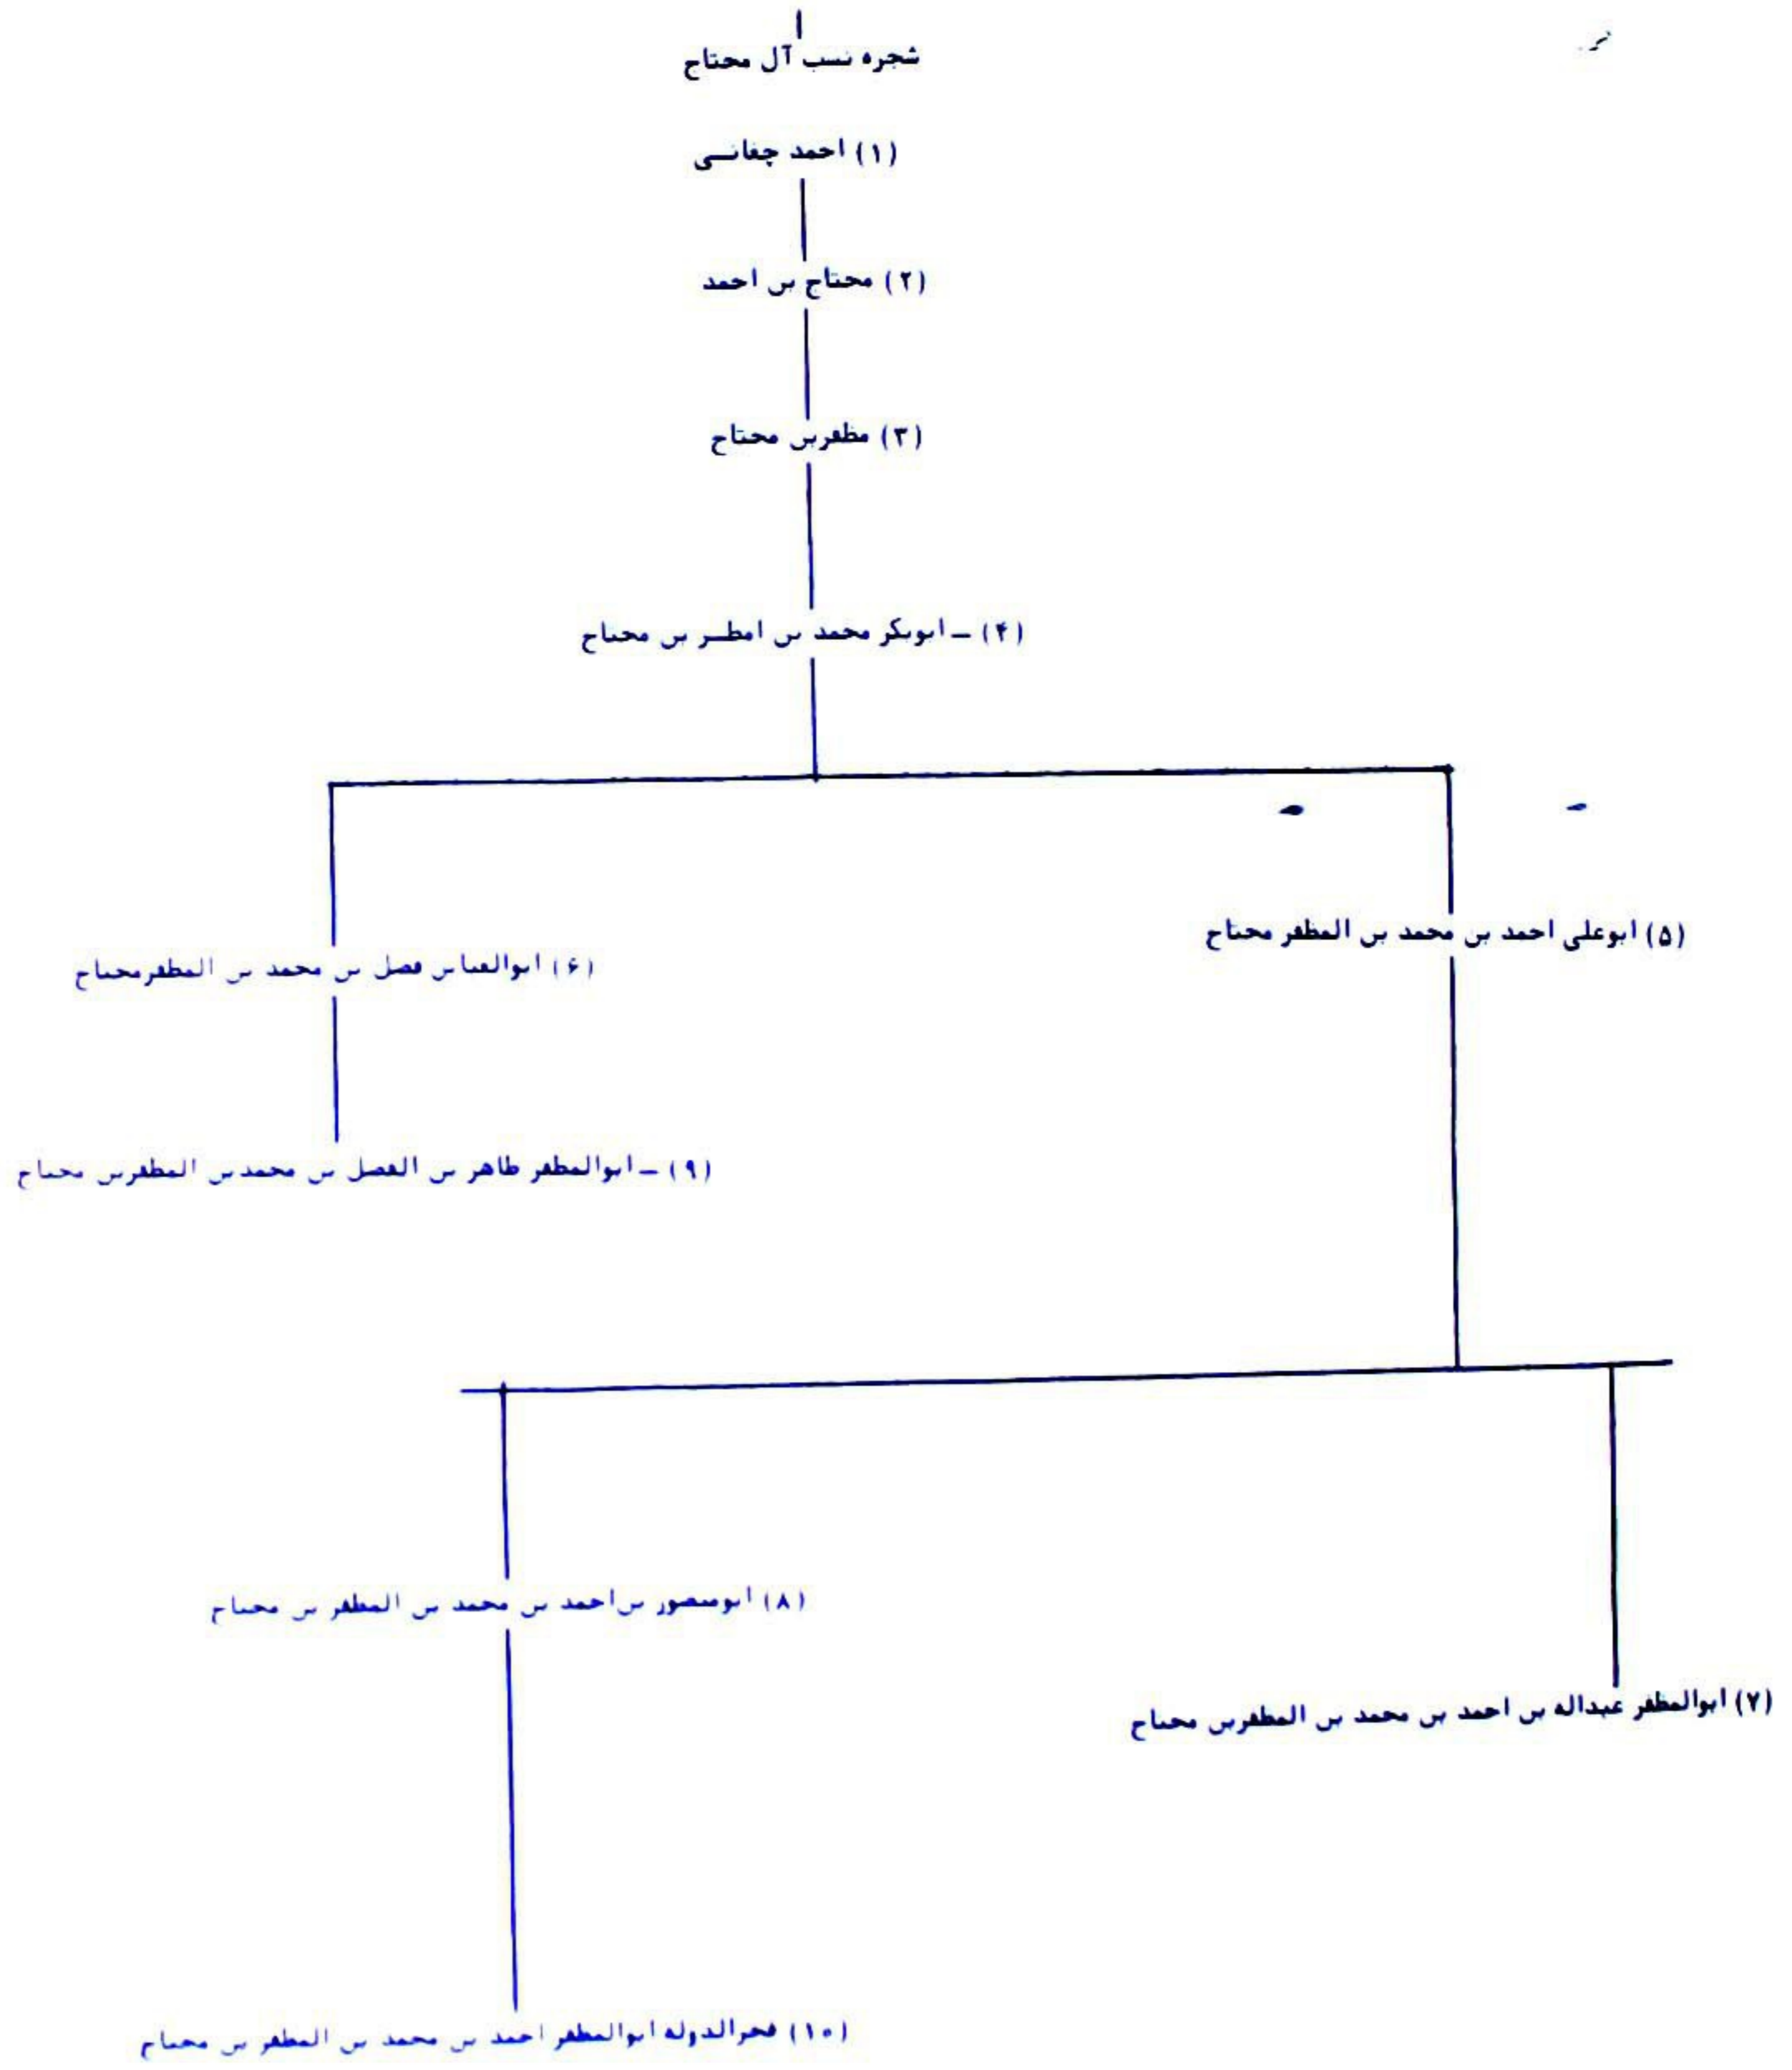 شجره نسب آل محتاج
(۱) احمد چغانی
(۲) محتاج بن احمد
(۳) مظفربن محتاج
(۴) – ابوبکر محمد بن امظفر بن محتاج
(۵) ابوعلی احمد بن محمد بن المظفر محتاج
(۶) ابوالعباس فضل بن محمد بن المظفرمحتاج
(۹) – ابوالمظفر طاهر بن الفضل بن محمدبن المظفربن محتاج
(۸) ابومنصور بن احمد بن محمد بن المظفر بن محتاج
(۷) ابوالمظفر عبداله بن احمد بن محمد بن المظفربن محتاج
(۱۰) فخرالدوله ابوالمظفر احمد بن محمد بن المظفر بن محتاج